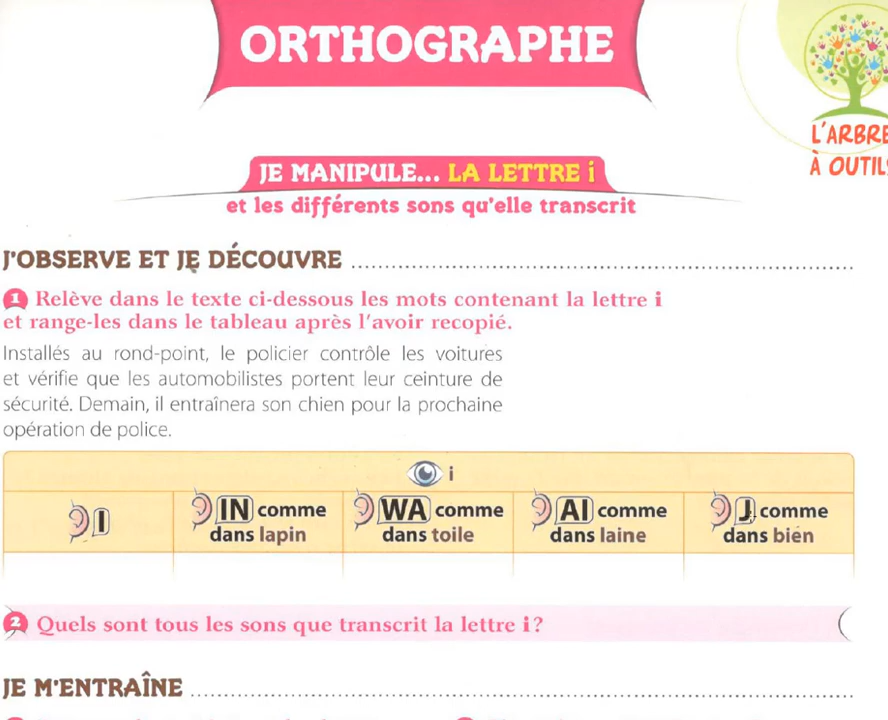 ORTHOGRAPHE
L'ARBRE
À OUTILS
JE MANIPULE... LA LETTRE i
et les différents sons qu'elle transcrit
J'OBSERVE ET JE DÉCOUVRE
1 Relève dans le texte ci-dessous les mots contenant la lettre i
et range-les dans le tableau après l'avoir recopié.
Installés au rond-point, le policier contrôle les voitures
et vérifie que les automobilistes portent leur ceinture de
sécurité. Demain, il entraînera son chien pour la prochaine
opération de police.
i
I
IN comme
dans lapin
WA comme
dans toile
AI comme
dans laine
J comme
dans bien
2 Quels sont tous les sons que transcrit la lettre i?
JE M'ENTRAÎNE